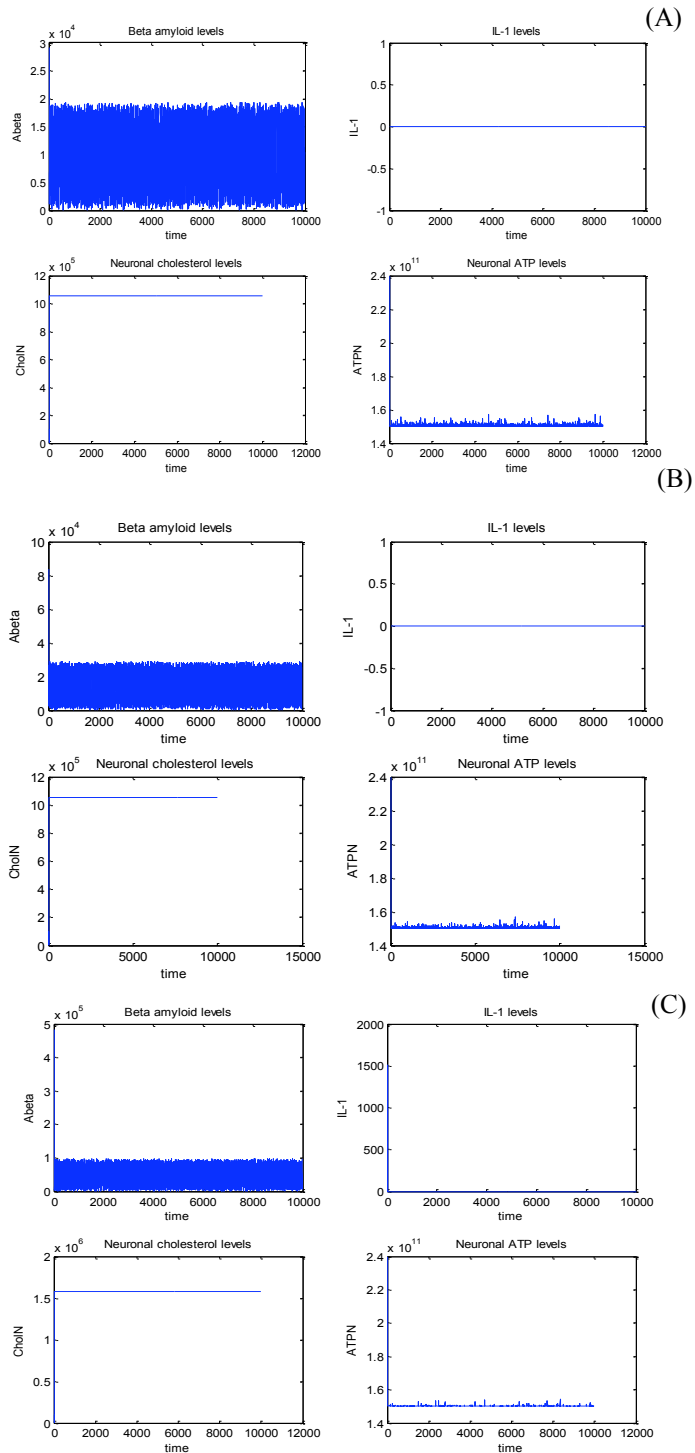 (A)
Beta amyloid levels
x 10^4
3
2.5
2
1.5
1
0.5
0
Abeta
0 2000 4000 6000 8000 10000
time
IL-1 levels
1
0.5
0
-0.5
-1
IL-1
0 2000 4000 6000 8000 10000
time
Neuronal cholesterol levels
x 10^5
12
10
8
6
4
2
0
CholN
0 2000 4000 6000 8000 10000 12000
time
Neuronal ATP levels
x 10^11
2.4
2.2
2
1.8
1.6
1.4
ATPN
0 2000 4000 6000 8000 10000 12000
time
(B)
Beta amyloid levels
x 10^4
10
8
6
4
2
0
Abeta
0 2000 4000 6000 8000 10000
time
IL-1 levels
1
0.5
0
-0.5
-1
IL-1
0 2000 4000 6000 8000 10000
time
Neuronal cholesterol levels
x 10^5
12
10
8
6
4
2
0
CholN
0 5000 10000 15000
time
Neuronal ATP levels
x 10^11
2.4
2.2
2
1.8
1.6
1.4
ATPN
0 5000 10000 15000
time
(C)
Beta amyloid levels
x 10^5
5
4
3
2
1
0
Abeta
0 2000 4000 6000 8000 10000
time
IL-1 levels
2000
1500
1000
500
0
IL-1
0 2000 4000 6000 8000 10000
time
Neuronal cholesterol levels
x 10^6
2
1.5
1
0.5
0
CholN
0 2000 4000 6000 8000 10000 12000
time
Neuronal ATP levels
x 10^11
2.4
2.2
2
1.8
1.6
1.4
ATPN
0 2000 4000 6000 8000 10000 12000
time